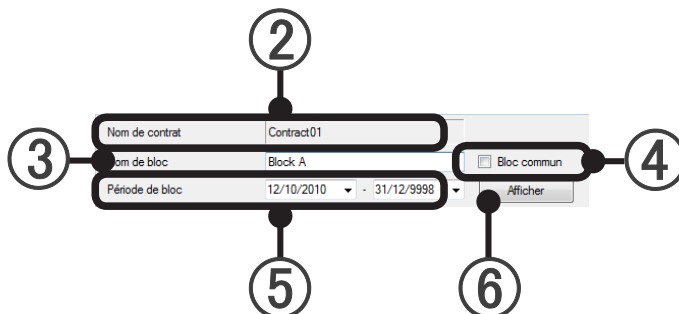 ②
Nom de contrat Contract01
③ Nom de bloc Block A Bloc commun ④
Période de bloc 12/10/2010 - 31/12/9998 Afficher
⑤ ⑥